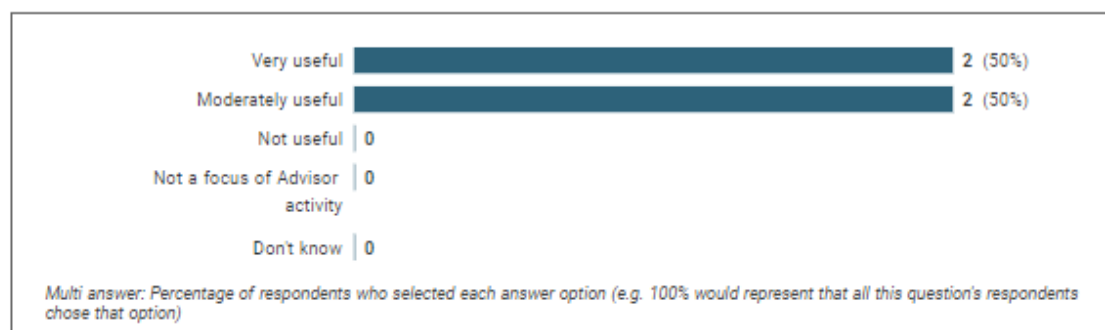 Very useful 2 (50%)
Moderately useful 2 (50%)
Not useful 0
Not a focus of Advisor 0
activity
Don't know 0
Multi answer: Percentage of respondents who selected each answer option (e.g. 100% would represent that all this question's respondents
chose that option)